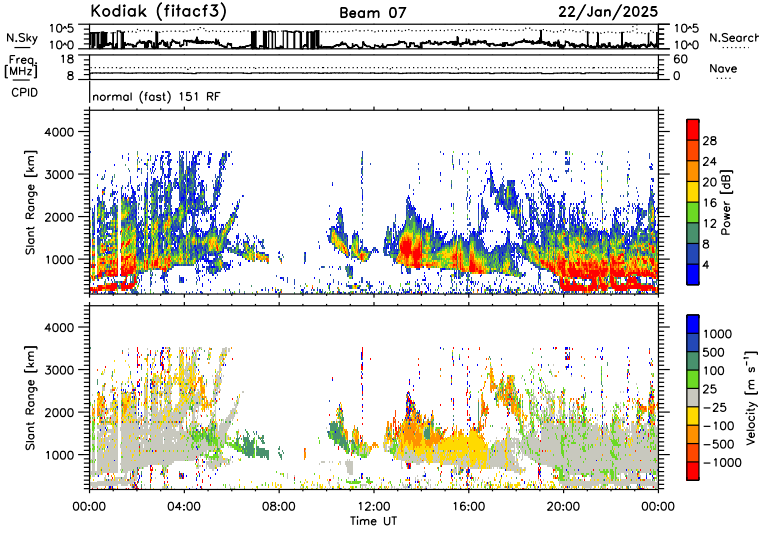 Kodiak (fitacf3) Beam 07 22/Jan/2025
N.Sky 10^5 10^0 10^5 10^0 N.Search
Freq. [MHz] 18 8 60 0 Nave
CPID normal (fast) 151 RF
Slant Range [km] 4000 3000 2000 1000
28 24 20 16 12 8 4 Power [dB]
Slant Range [km] 4000 3000 2000 1000
1000 500 100 25 −25 −100 −500 −1000 Velocity [m s⁻¹]
00:00 04:00 08:00 12:00 16:00 20:00 00:00
Time UT